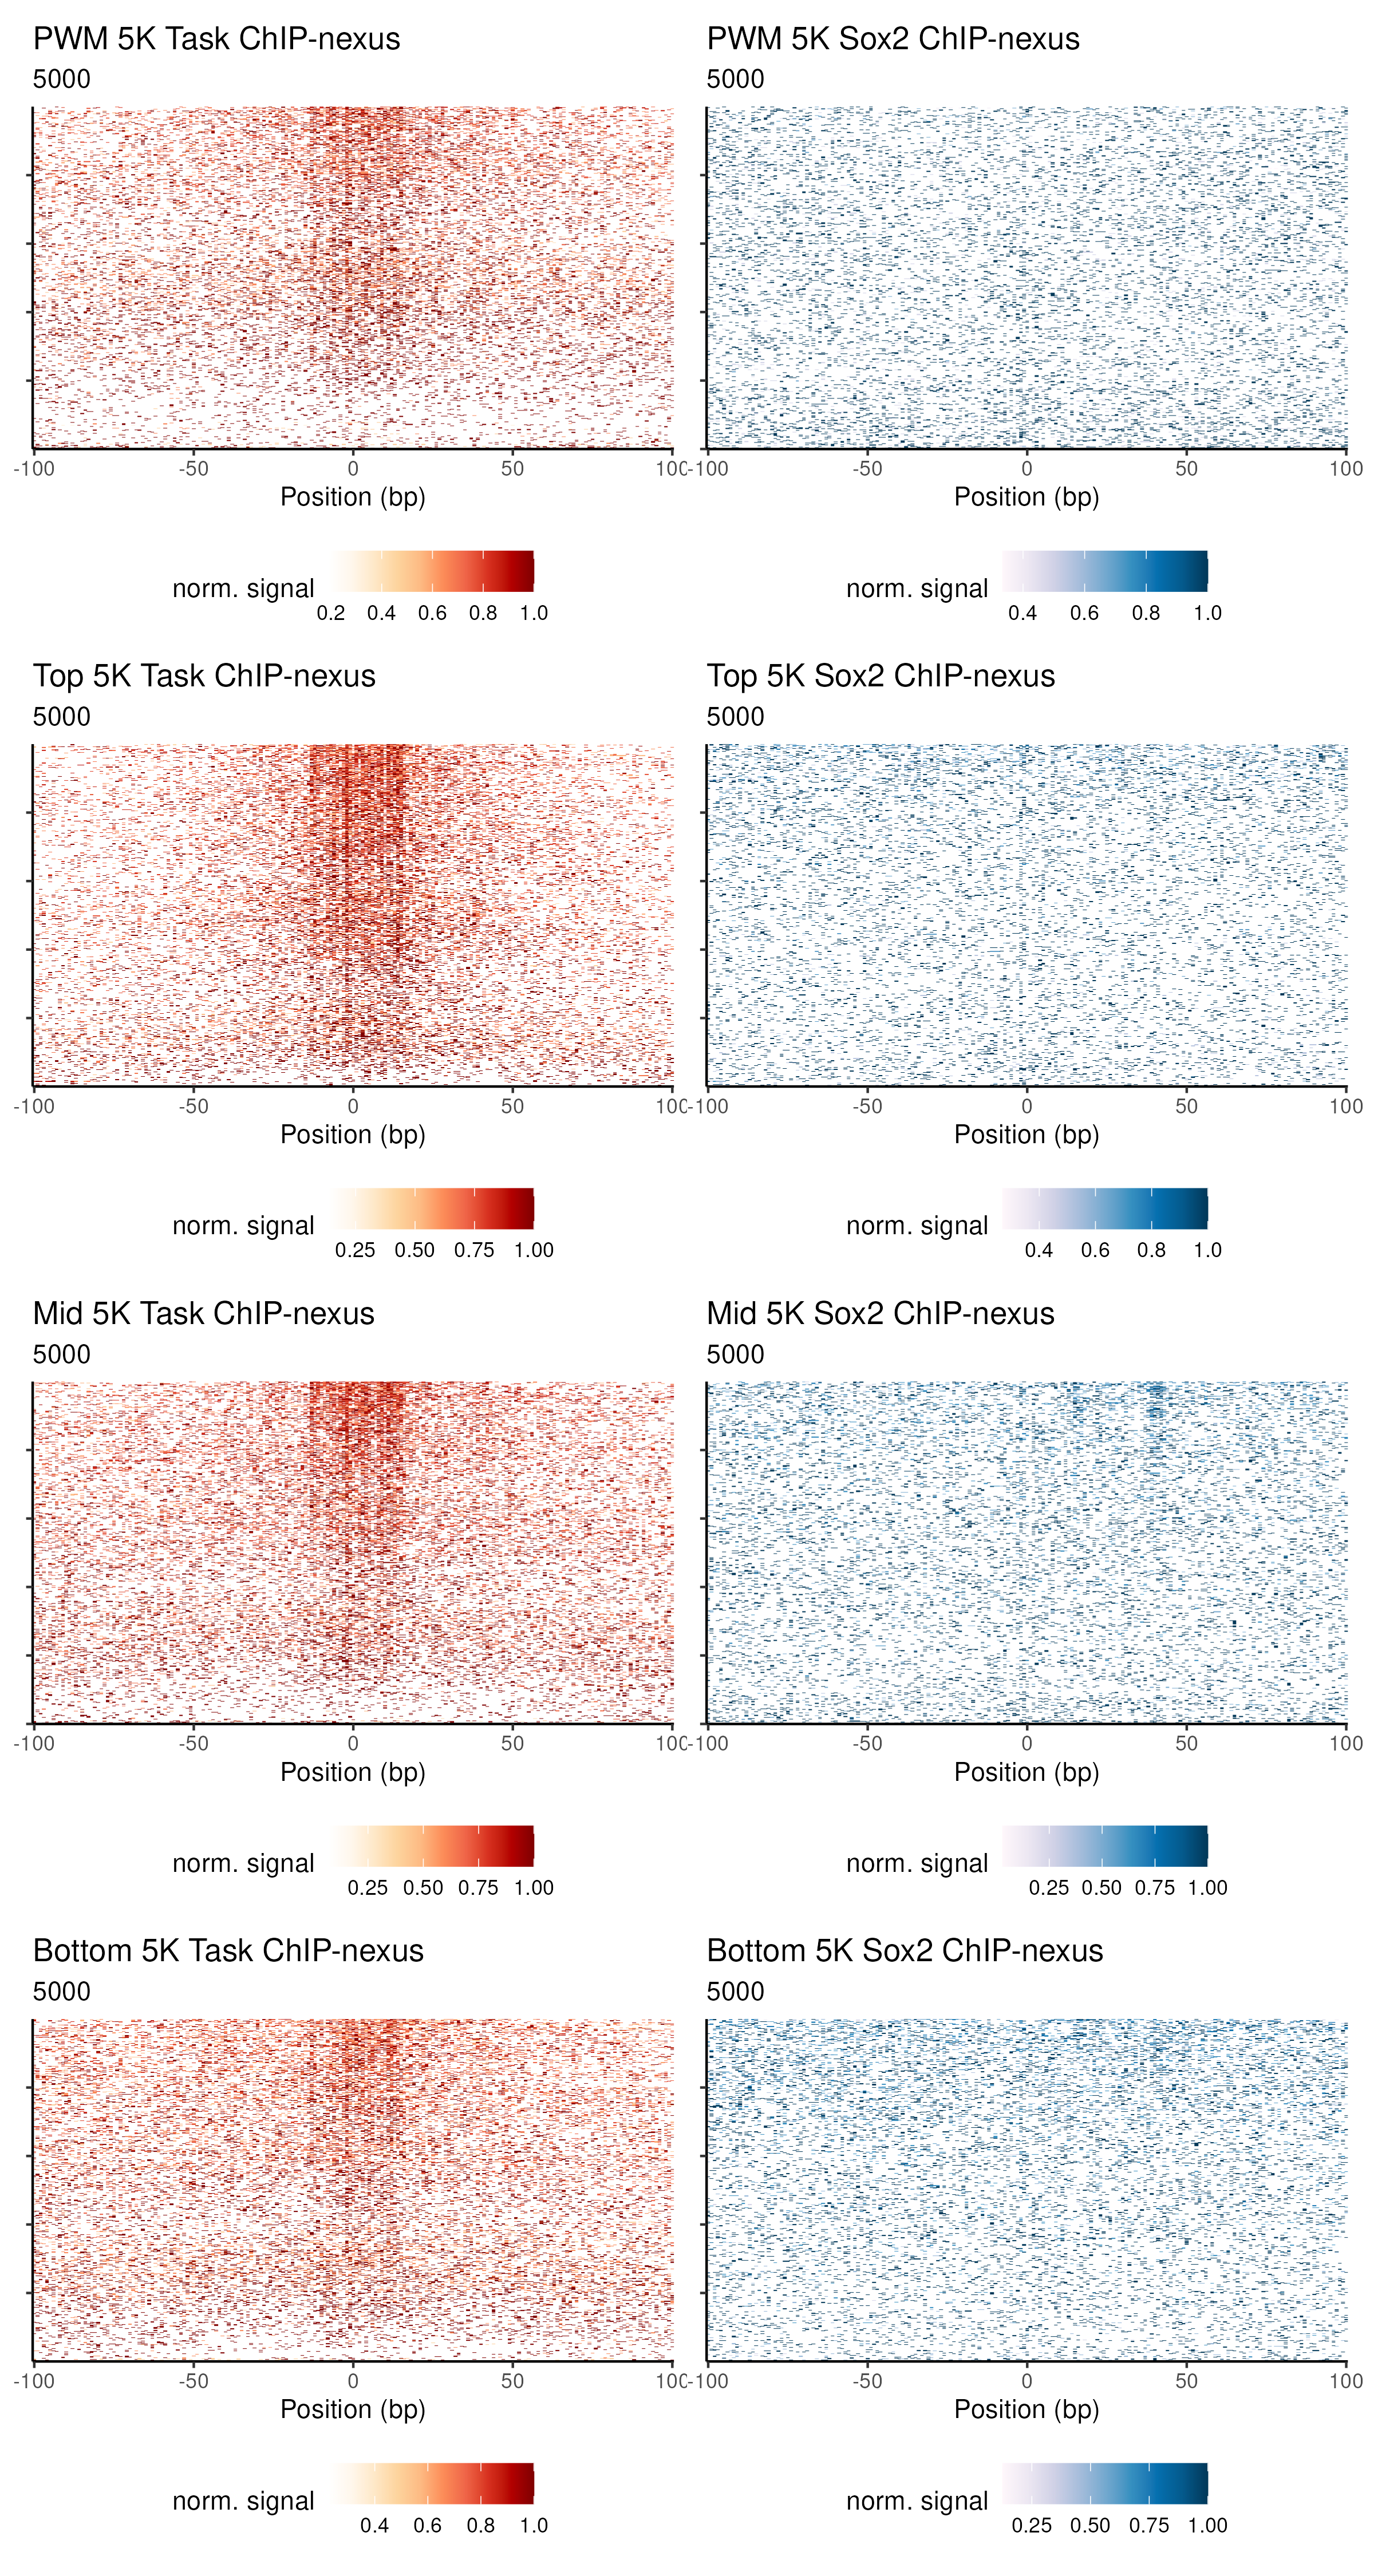 PWM 5K Task ChIP-nexus
5000
-100 -50 0 50 100
Position (bp)
norm. signal
0.2 0.4 0.6 0.8 1.0
PWM 5K Sox2 ChIP-nexus
5000
-100 -50 0 50 100
Position (bp)
norm. signal
0.4 0.6 0.8 1.0
Top 5K Task ChIP-nexus
5000
-100 -50 0 50 100
Position (bp)
norm. signal
0.25 0.50 0.75 1.00
Top 5K Sox2 ChIP-nexus
5000
-100 -50 0 50 100
Position (bp)
norm. signal
0.4 0.6 0.8 1.0
Mid 5K Task ChIP-nexus
5000
-100 -50 0 50 100
Position (bp)
norm. signal
0.25 0.50 0.75 1.00
Mid 5K Sox2 ChIP-nexus
5000
-100 -50 0 50 100
Position (bp)
norm. signal
0.25 0.50 0.75 1.00
Bottom 5K Task ChIP-nexus
5000
-100 -50 0 50 100
Position (bp)
norm. signal
0.4 0.6 0.8 1.0
Bottom 5K Sox2 ChIP-nexus
5000
-100 -50 0 50 100
Position (bp)
norm. signal
0.25 0.50 0.75 1.00